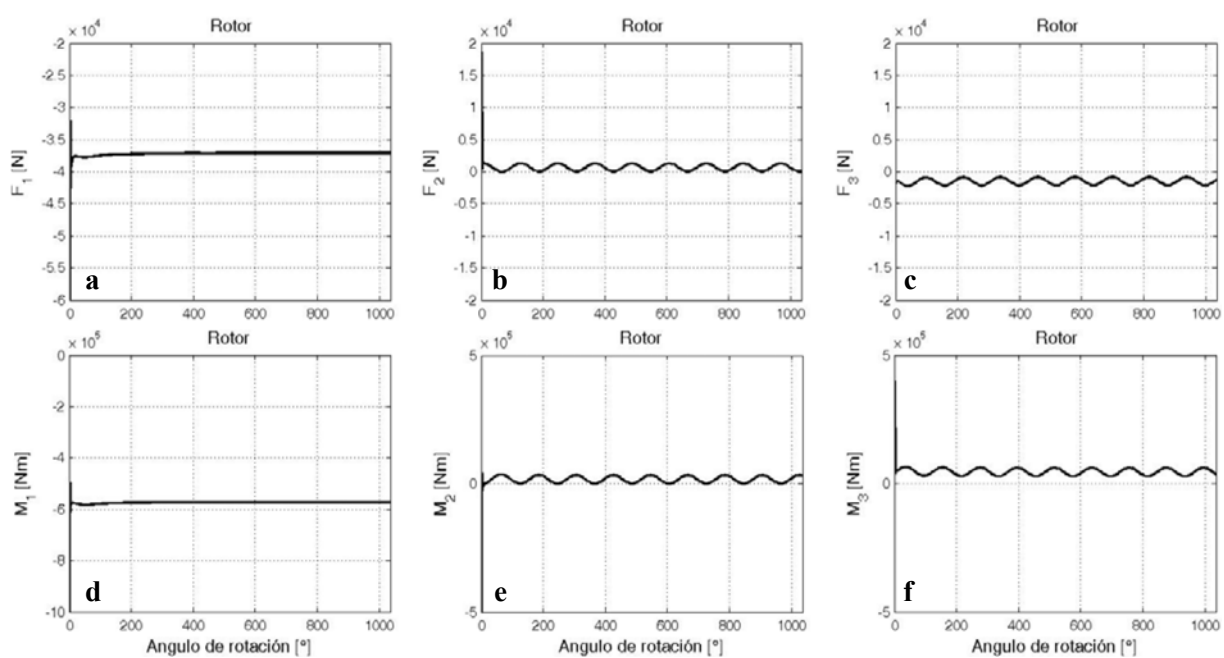 Rotor
Rotor
Rotor
× 10⁴
× 10⁴
× 10⁴
-2
-2.5
-3
-3.5
-4
-4.5
-5
-5.5
-6
F₁ [N]
a
0 200 400 600 800 1000
2
1.5
1
0.5
0
-0.5
-1
-1.5
-2
F₂ [N]
b
0 200 400 600 800 1000
2
1.5
1
0.5
0
-0.5
-1
-1.5
-2
F₃ [N]
c
0 200 400 600 800 1000
Rotor
Rotor
Rotor
× 10⁵
× 10⁵
× 10⁵
0
-2
-4
-6
-8
-10
M₁ [Nm]
d
0 200 400 600 800 1000
Angulo de rotación [°]
5
0
-5
M₂ [Nm]
e
0 200 400 600 800 1000
Angulo de rotación [°]
5
0
-5
M₃ [Nm]
f
0 200 400 600 800 1000
Angulo de rotación [°]